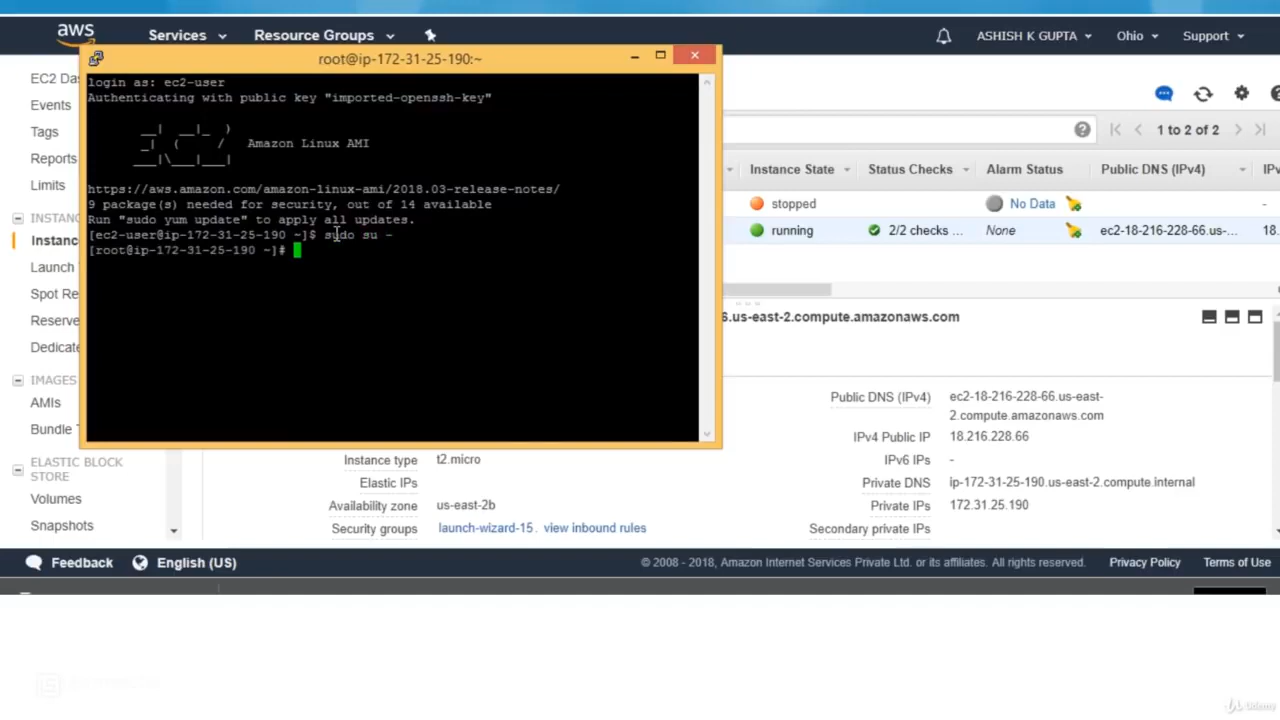 aws Services Resource Groups ASHISH K GUPTA Ohio Support
root@ip-172-31-25-190:~
login as: ec2-user
Authenticating with public key "imported-openssh-key"
__| __|_ )
_| ( / Amazon Linux AMI
___|\___|___|
https://aws.amazon.com/amazon-linux-ami/2018.03-release-notes/
9 package(s) needed for security, out of 14 available
Run "sudo yum update" to apply all updates.
[ec2-user@ip-172-31-25-190 ~]$ sudo su -
[root@ip-172-31-25-190 ~]#
EC2 Da
Events
Tags
Reports
Limits
INSTANC
Instanc
Launch
Spot Re
Reserve
Dedicate
IMAGES
AMIs
Bundle T
ELASTIC BLOCK
STORE
Volumes
Snapshots
1 to 2 of 2
Instance State Status Checks Alarm Status Public DNS (IPv4) IPv
stopped No Data -
running 2/2 checks ... None ec2-18-216-228-66.us-... 18.
6.us-east-2.compute.amazonaws.com
Public DNS (IPv4) ec2-18-216-228-66.us-east-
2.compute.amazonaws.com
IPv4 Public IP 18.216.228.66
Instance type t2.micro IPv6 IPs -
Elastic IPs Private DNS ip-172-31-25-190.us-east-2.compute.internal
Availability zone us-east-2b Private IPs 172.31.25.190
Security groups launch-wizard-15. view inbound rules Secondary private IPs
Feedback English (US) © 2008 - 2018, Amazon Internet Services Private Ltd. or its affiliates. All rights reserved. Privacy Policy Terms of Use
Udemy